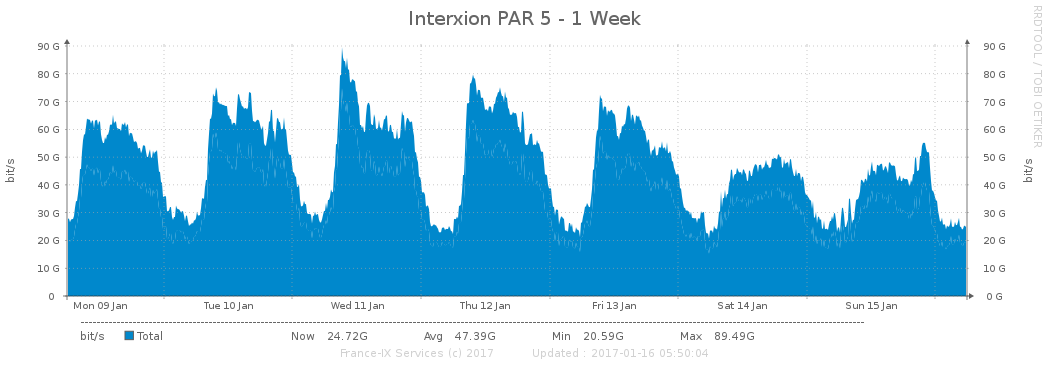 Interxion PAR 5 - 1 Week
RRDTOOL / TOBI OETIKER
90 G 90 G
80 G 80 G
70 G 70 G
60 G 60 G
50 G 50 G
40 G 40 G
30 G 30 G
20 G 20 G
10 G 10 G
0 0 G
bit/s
bit/s
Mon 09 Jan Tue 10 Jan Wed 11 Jan Thu 12 Jan Fri 13 Jan Sat 14 Jan Sun 15 Jan
bit/s Total Now 24.72G Avg 47.39G Min 20.59G Max 89.49G
France-IX Services (c) 2017 Updated : 2017-01-16 05:50:04